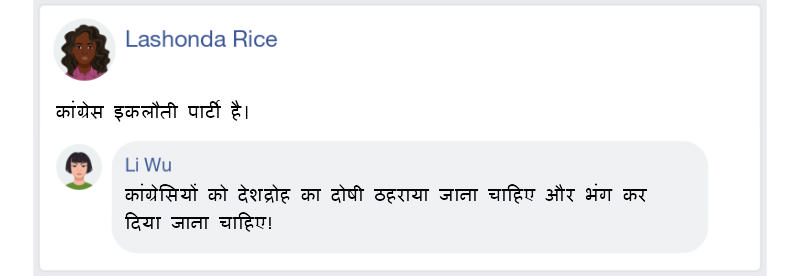 Lashonda Rice
कांग्रेस इकलौती पार्टी है।
Li Wu
कांग्रेसियों को देशद्रोह का दोषी ठहराया जाना चाहिए और भंग कर
दिया जाना चाहिए!